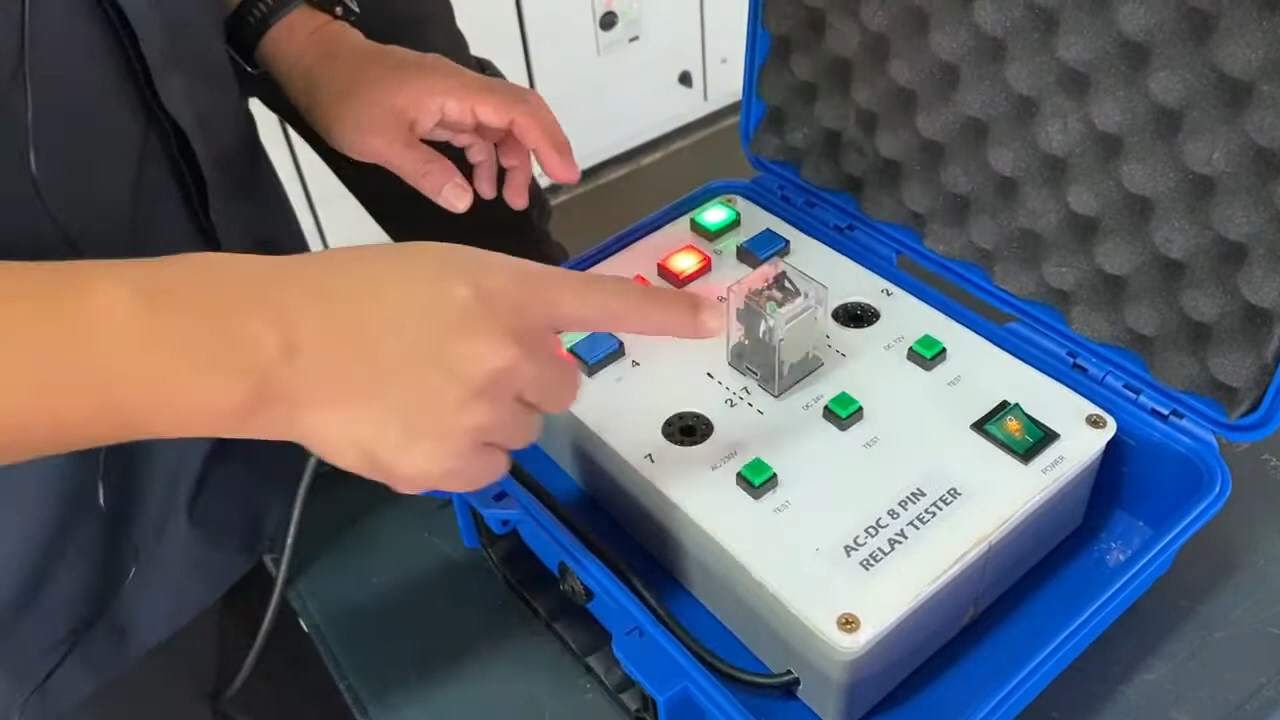 2
8
DC 12V
TEST
4
DC 24V
TEST
2-7
7
AC 230V
TEST
POWER
AC-DC 8 PIN
RELAY TESTER